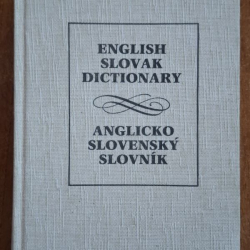 ENGLISH
SLOVAK
DICTIONARY
ANGLICKO
SLOVENSKÝ
SLOVNÍK